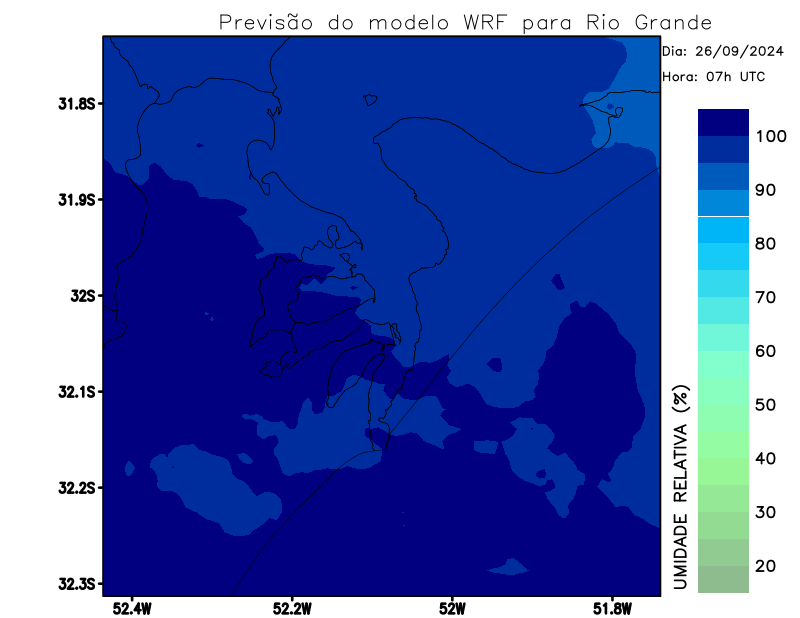 Previsão do modelo WRF para Rio Grande
Dia: 26/09/2024
Hora: 07h UTC
31.8S
31.9S
32S
32.1S
32.2S
32.3S
52.4W
52.2W
52W
51.8W
UMIDADE RELATIVA (%)
100
90
80
70
60
50
40
30
20